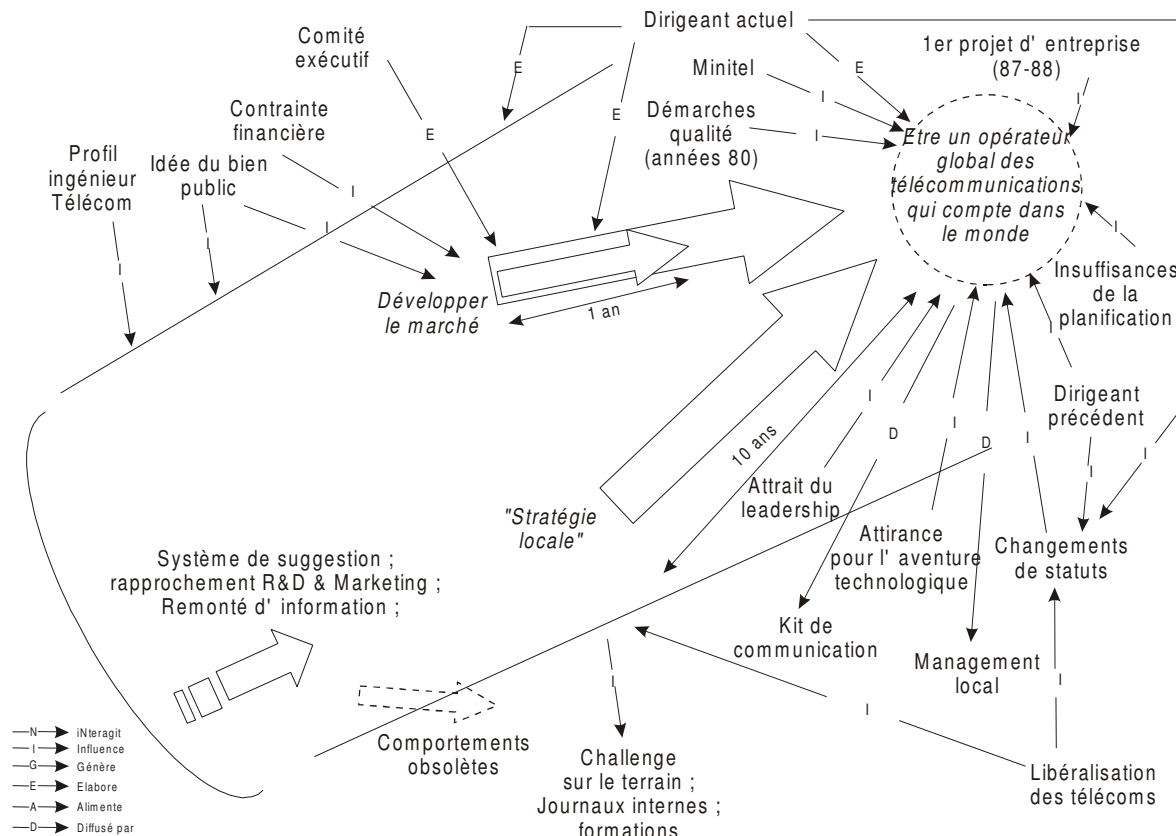 Dirigeant actuel
Comité
exécutif
1er projet d' entreprise
(87-88)
Minitel
E
E
I
I
Contrainte
financière
E
E
Démarches
qualité
(années 80)
I
Profil
ingénieur
Télécom
Idée du bien
public
Etre un opérateur
global des
télécommunications
qui compte dans
le monde
I
I
I
I
I
Développer
le marché
1 an
Insuffisances
de la
planification
I
Dirigeant
précédent
I
D
I
D
I
I
I
10 ans
Attrait du
leadership
"Stratégie
locale"
Attirance
pour l' aventure
technologique
Changements
de statuts
Système de suggestion ;
rapprochement R&D & Marketing ;
Remonté d' information ;
Kit de
communication
Management
local
I
I
I
Comportements
obsolètes
Challenge
sur le terrain ;
Journaux internes ;
formations
Libéralisation
des télécoms
N iNteragit
I Influence
G Génère
E Elabore
A Alimente
D Diffusé par